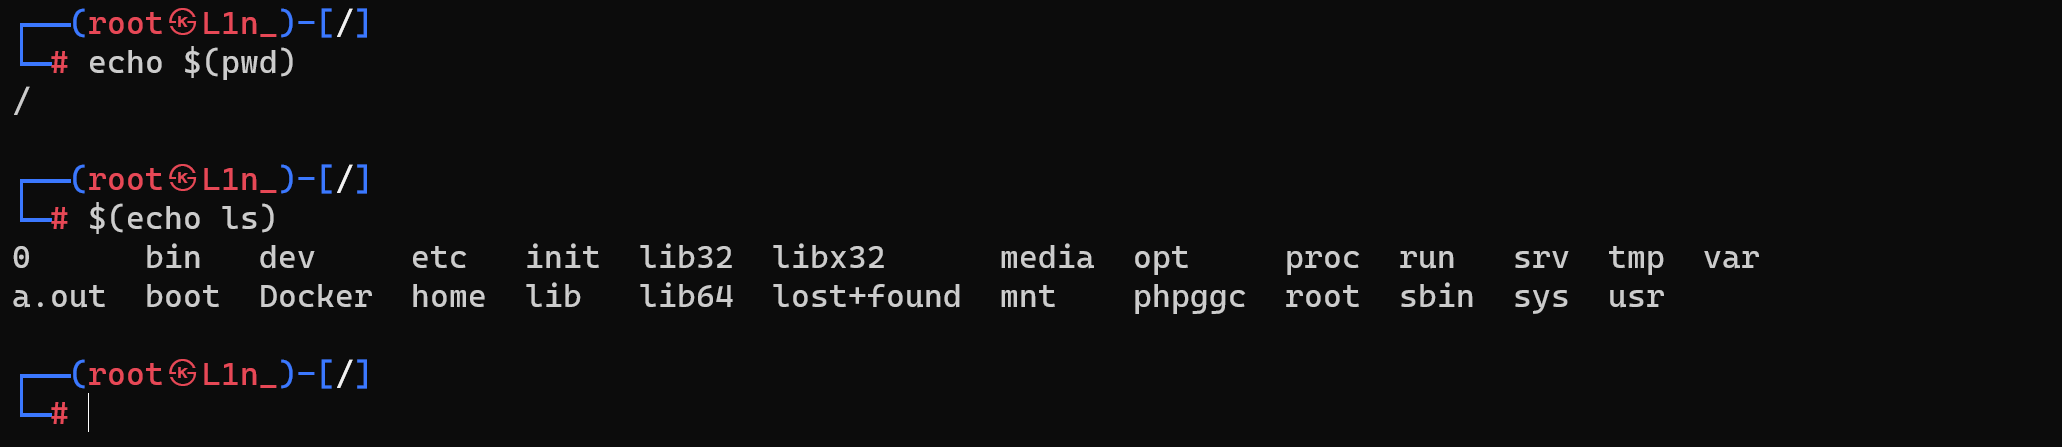 ┌──(root㉿L1n_)-[/]
└─# echo $(pwd)
/
┌──(root㉿L1n_)-[/]
└─# $(echo ls)
0      bin   dev     etc   init  lib32  libx32      media  opt     proc  run   srv  tmp  var
a.out  boot  Docker  home  lib   lib64  lost+found  mnt    phpggc  root  sbin  sys  usr
┌──(root㉿L1n_)-[/]
└─#